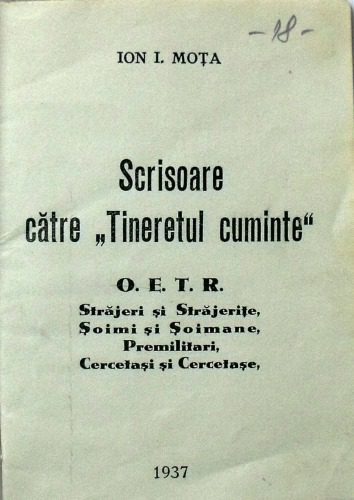 -18-
ION I. MOȚA
Scrisoare
către „Tineretul cuminte“
O. E. T. R.
Străjeri și Străjerițe,
Șoimi și Șoimane,
Premilitari,
Cercetași și Cercetașe,
1937